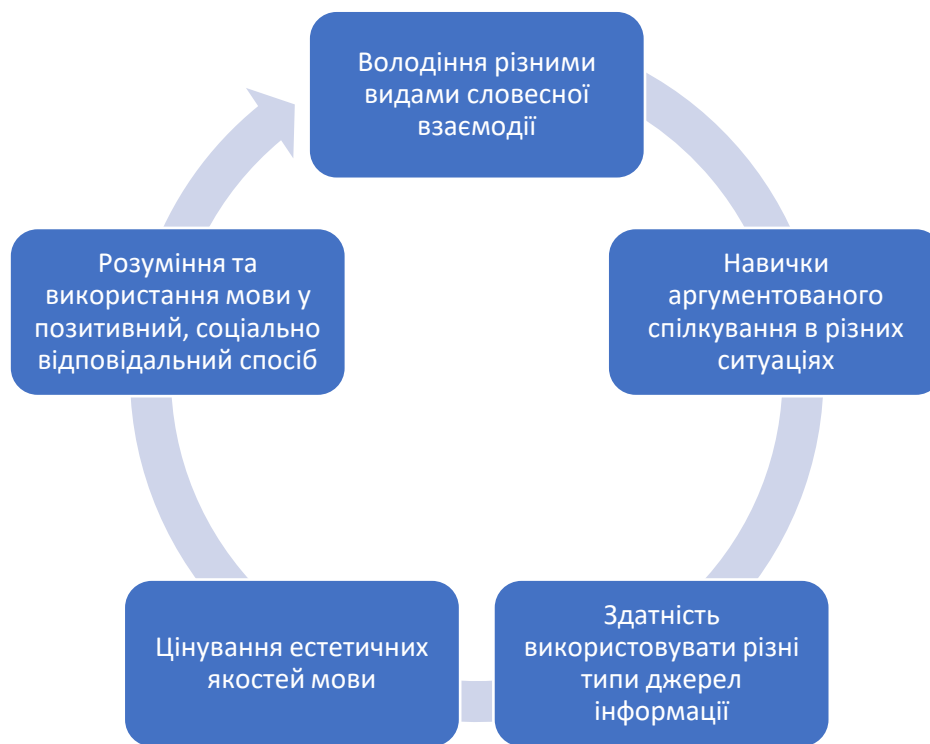 Володіння різними
видами словесної
взаємодії
Навички
аргументованого
спілкування в різних
ситуаціях
Здатність
використовувати різні
типи джерел
інформації
Цінування естетичних
якостей мови
Розуміння та
використання мови у
позитивний, соціально
відповідальний спосіб